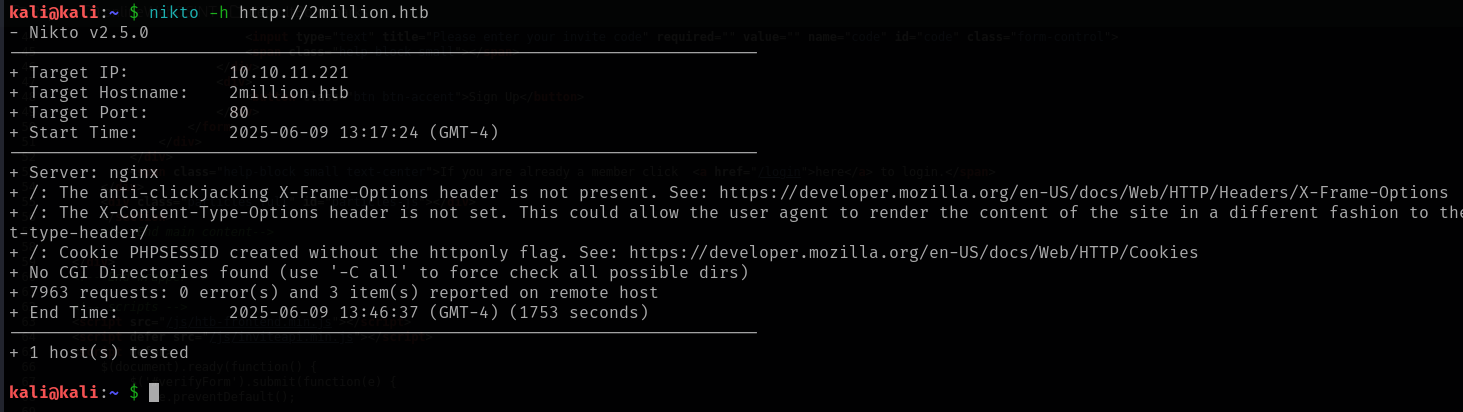 kali@kali:~ $ nikto -h http://2million.htb
- Nikto v2.5.0
+ Target IP:          10.10.11.221
+ Target Hostname:    2million.htb
+ Target Port:        80
+ Start Time:         2025-06-09 13:17:24 (GMT-4)
+ Server: nginx
+ /: The anti-clickjacking X-Frame-Options header is not present. See: https://developer.mozilla.org/en-US/docs/Web/HTTP/Headers/X-Frame-Options
+ /: The X-Content-Type-Options header is not set. This could allow the user agent to render the content of the site in a different fashion to the
t-type-header/
+ /: Cookie PHPSESSID created without the httponly flag. See: https://developer.mozilla.org/en-US/docs/Web/HTTP/Cookies
+ No CGI Directories found (use '-C all' to force check all possible dirs)
+ 7963 requests: 0 error(s) and 3 item(s) reported on remote host
+ End Time:           2025-06-09 13:46:37 (GMT-4) (1753 seconds)
+ 1 host(s) tested
kali@kali:~ $